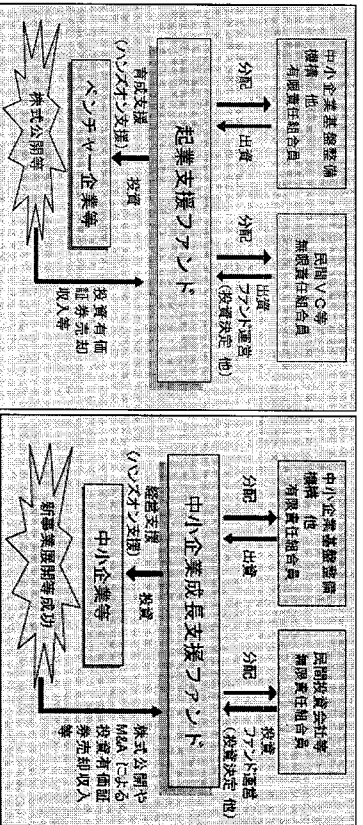 中小企業基盤整備
機構 他
有限責任組合員
民間VC等
無限責任組合員
分配
出資
分配
出資
ファンド運営
(投資決定 他)
起業支援ファンド
育成支援
(ハンズオン支援)
投資
ベンチャー企業等
株式公開等
投資有価
証券売却
収入等
中小企業基盤整備
機構 他
有限責任組合員
民間投資会社等
無限責任組合員
分配
出資
分配
投資
ファンド運営
(投資決定 他)
中小企業成長支援ファンド
経営支援
(ハンズオン支援)
投資
中小企業等
新事業展開等成功
株式公開や
M&Aによる
投資有価証
券売却収入
等